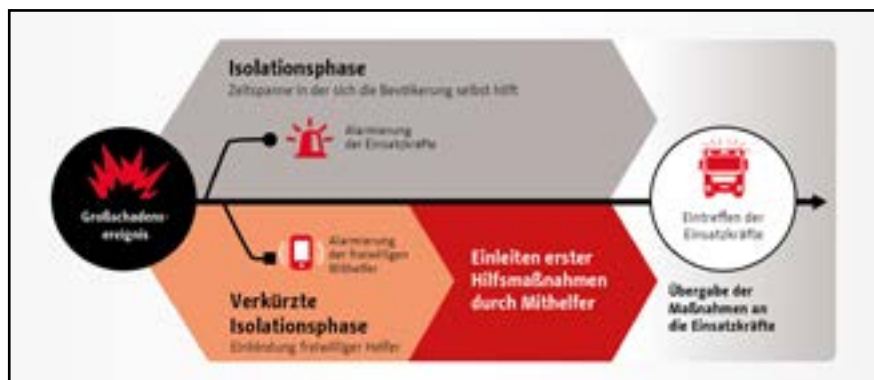 Isolationsphase
Zeitspanne in der sich die Bevölkerung selbst hilft
Alarmierung
der Einsatzkräfte
Großschadens-
ereignis
Eintreffen der
Einsatzkräfte
Alarmierung
der freiwilligen
Mithelfer
Einleiten erster
Hilfsmaßnahmen
durch Mithelfer
Verkürzte
Isolationsphase
Einbindung freiwilliger Helfer
Übergabe der
Maßnahmen an
die Einsatzkräfte